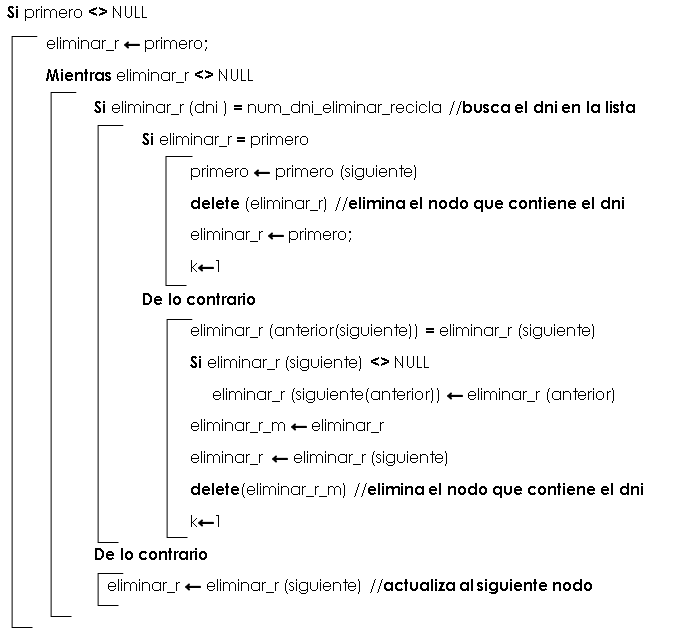 Si primero <> NULL
eliminar_r ← primero;
Mientras eliminar_r <> NULL
Si eliminar_r (dni ) = num_dni_eliminar_recicla //busca el dni en la lista
Si eliminar_r = primero
primero ← primero (siguiente)
delete (eliminar_r) //elimina el nodo que contiene el dni
eliminar_r ← primero;
k←1
De lo contrario
eliminar_r (anterior(siguiente)) = eliminar_r (siguiente)
Si eliminar_r (siguiente) <> NULL
eliminar_r (siguiente(anterior)) ← eliminar_r (anterior)
eliminar_r_m ← eliminar_r
eliminar_r ← eliminar_r (siguiente)
delete(eliminar_r_m) //elimina el nodo que contiene el dni
k←1
De lo contrario
eliminar_r ← eliminar_r (siguiente) //actualiza al siguiente nodo